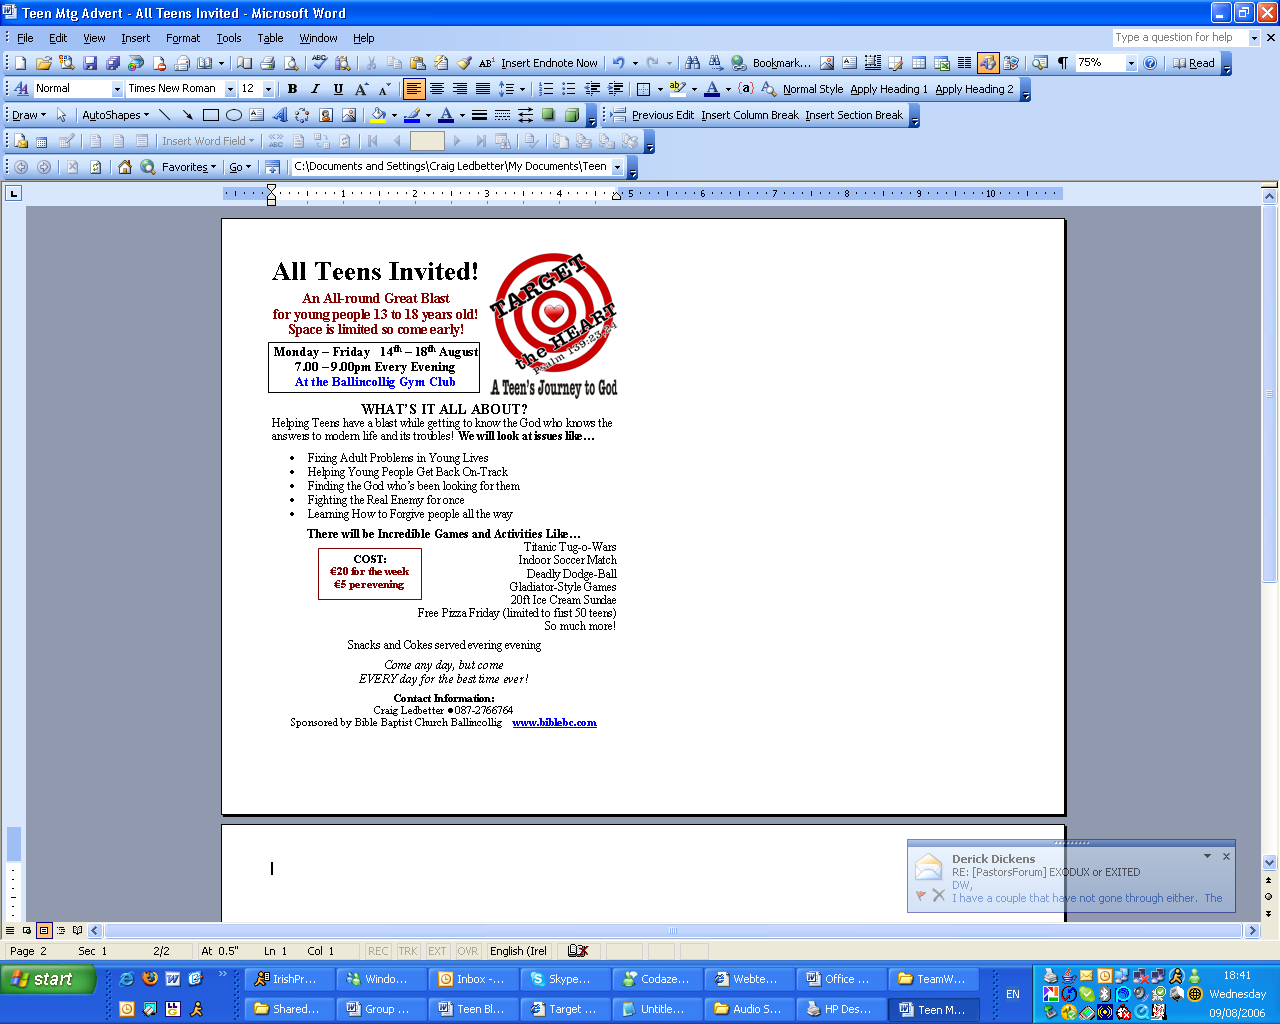 Teen Mtg Advert - All Teens Invited - Microsoft Word
File Edit View Insert Format Tools Table Window Help
Type a question for help
Insert Endnote Now Bookmark... 75% Read
Normal Times New Roman 12 B I U Normal Style Apply Heading 1 Apply Heading 2
Draw AutoShapes Previous Edit Insert Column Break Insert Section Break
Insert Word Field
Favorites Go C:\Documents and Settings\Craig Ledbetter\My Documents\Teen
1 2 3 4 5 6 7 8 9 10
All Teens Invited!
An All-round Great Blast
for young people 13 to 18 years old!
Space is limited so come early!
Monday – Friday 14th – 18th August
7.00 – 9.00pm Every Evening
At the Ballincollig Gym Club
TARGET
the HEART
Psalm 139:23,24
A Teen's Journey to God
WHAT'S IT ALL ABOUT?
Helping Teens have a blast while getting to know the God who knows the
answers to modern life and its troubles! We will look at issues like…
• Fixing Adult Problems in Young Lives
• Helping Young People Get Back On-Track
• Finding the God who's been looking for them
• Fighting the Real Enemy for once
• Learning How to Forgive people all the way
There will be Incredible Games and Activities Like…
COST:
€20 for the week
€5 per evening
Titanic Tug-o-Wars
Indoor Soccer Match
Deadly Dodge-Ball
Gladiator-Style Games
20ft Ice Cream Sundae
Free Pizza Friday (limited to first 50 teens)
So much more!
Snacks and Cokes served evering evening
Come any day, but come
EVERY day for the best time ever!
Contact Information:
Craig Ledbetter ●087-2766764
Sponsored by Bible Baptist Church Ballincollig www.biblebc.com
Derick Dickens
RE: [PastorsForum] EXODUX or EXITED
DW,
I have a couple that have not gone through either. The
Page 2 Sec 1 2/2 At 0.5" Ln 1 Col 1 REC TRK EXT OVR English (Irel
start IrishPr... Windo... Inbox -... Skype... Codaze... Webte... Office ... TeamW... EN 18:41
Wednesday
Shared... Group ... Teen Bl... Target ... Untitle... Audio S... HP Des... Teen M... 09/08/2006